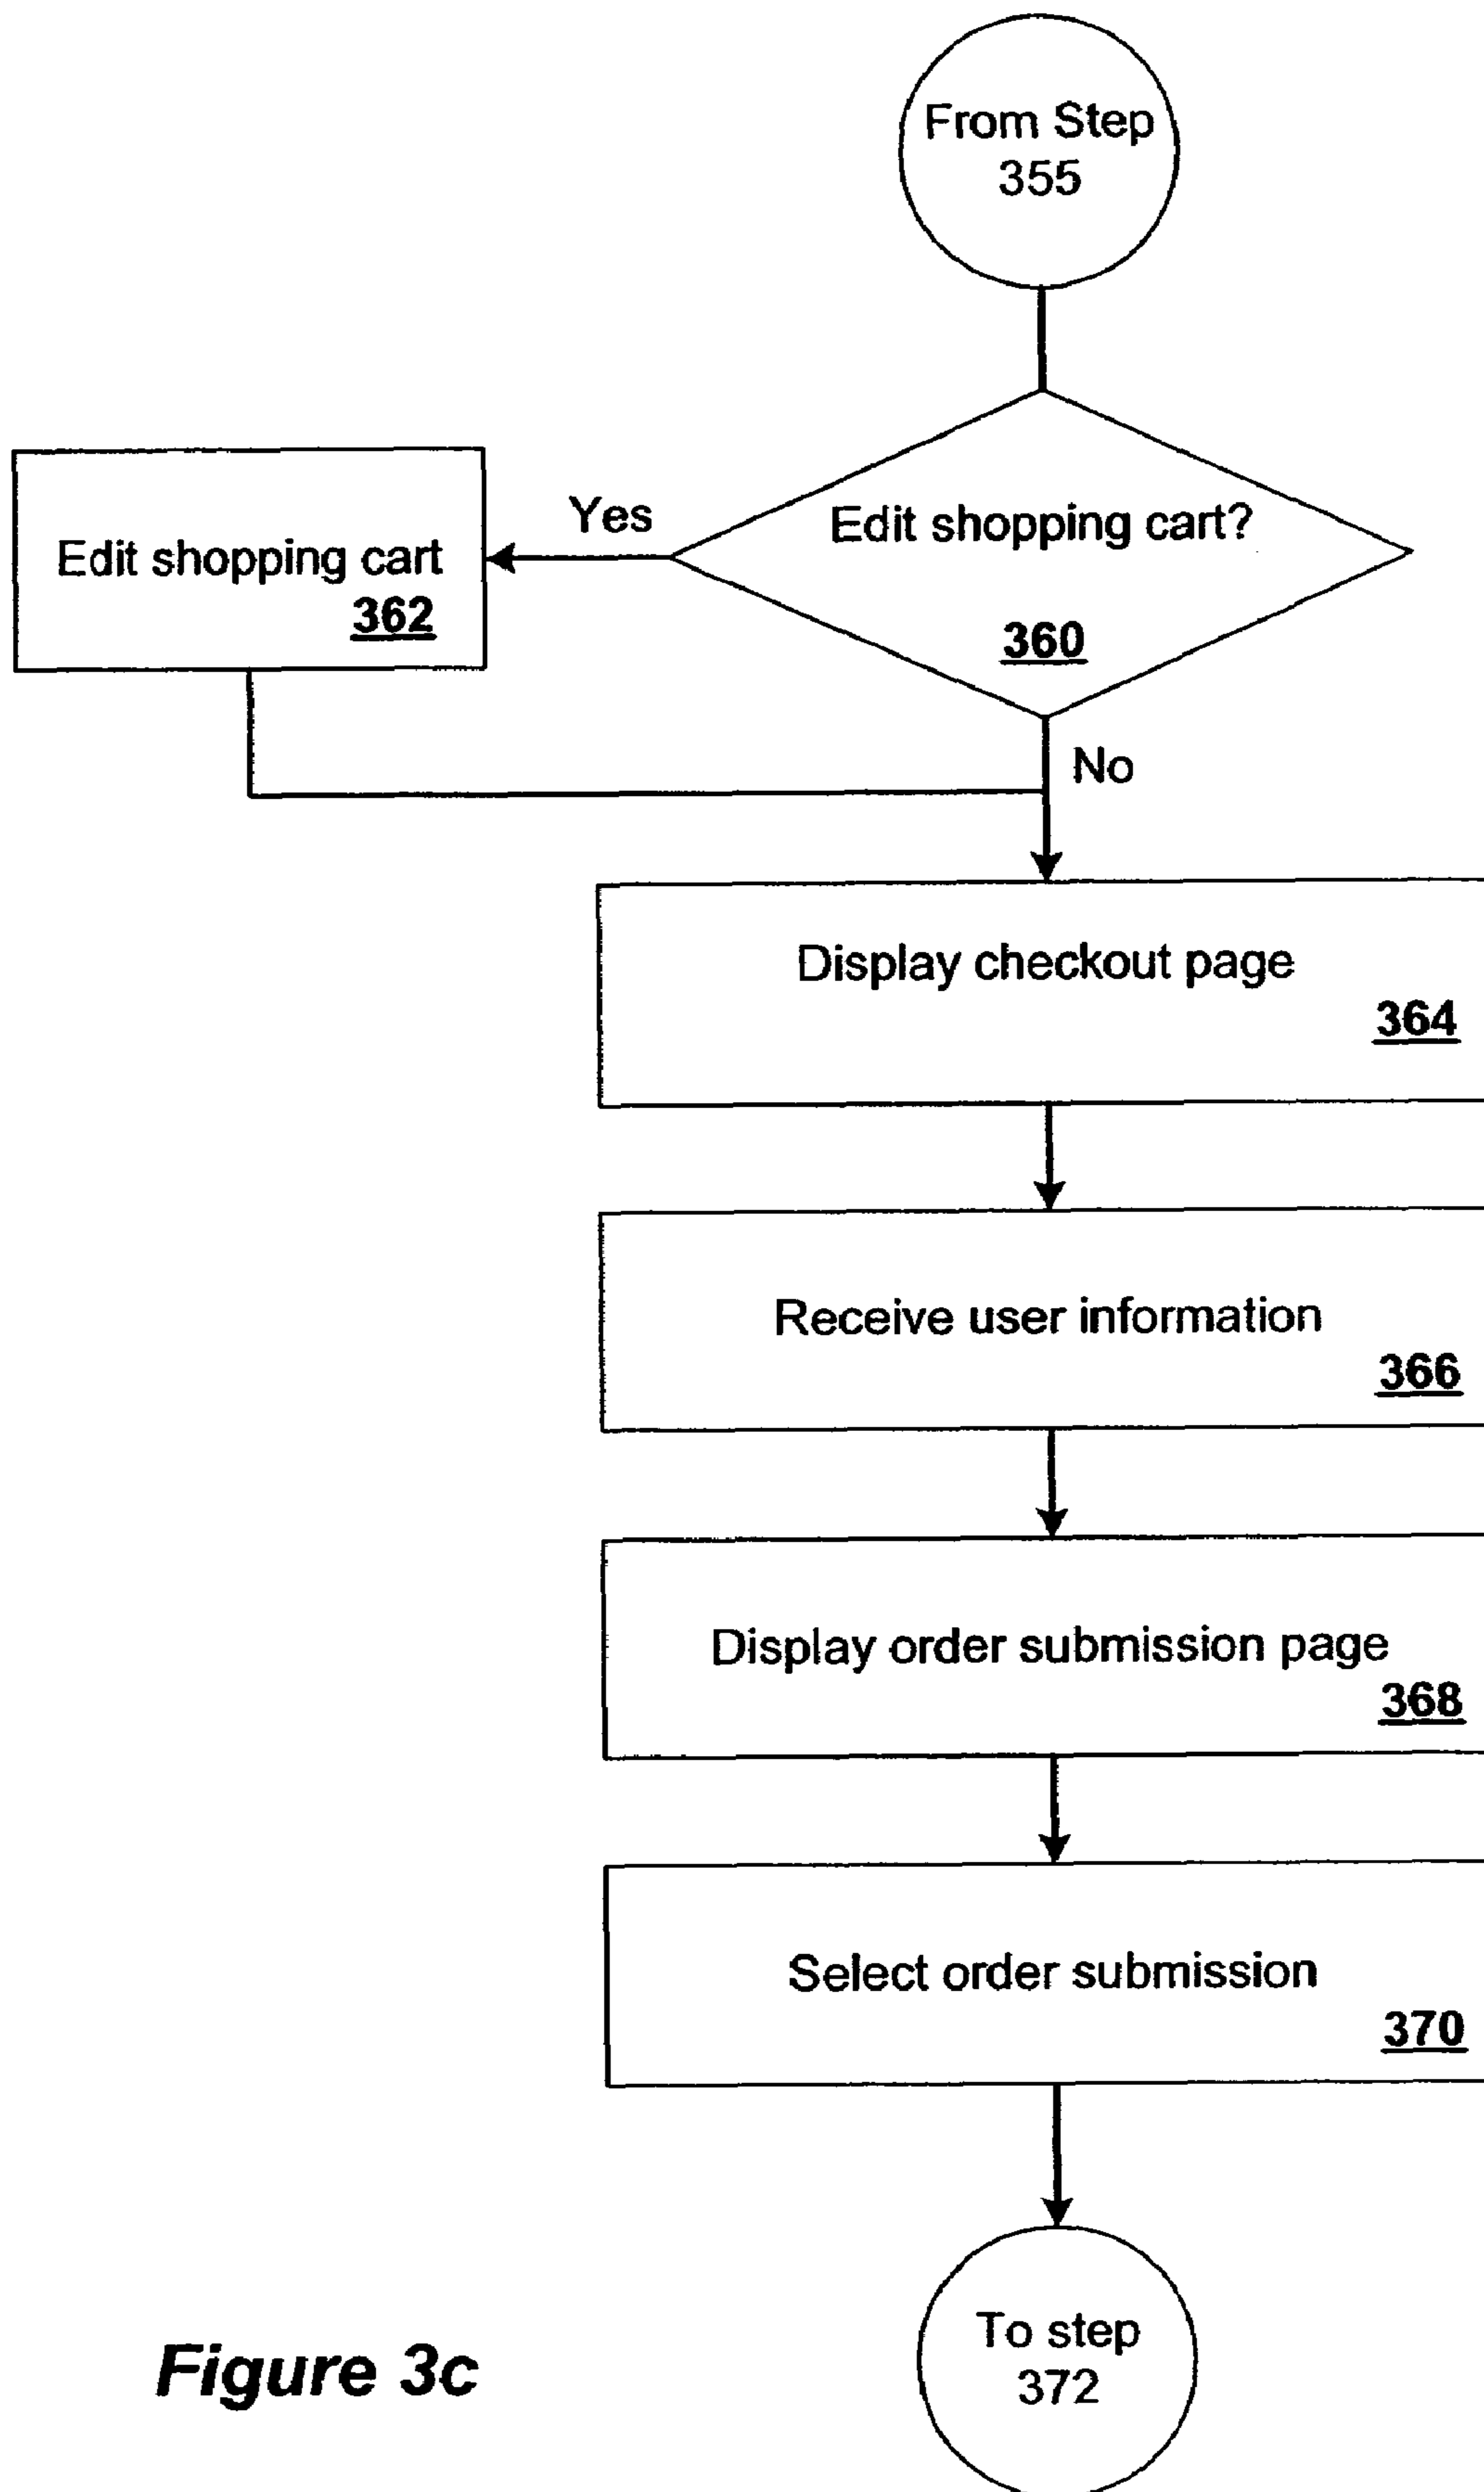 From Step
355
Edit shopping cart?
360
Yes
Edit shopping cart
362
No
Display checkout page
364
Receive user information
366
Display order submission page
368
Select order submission
370
To step
372
Figure 3c